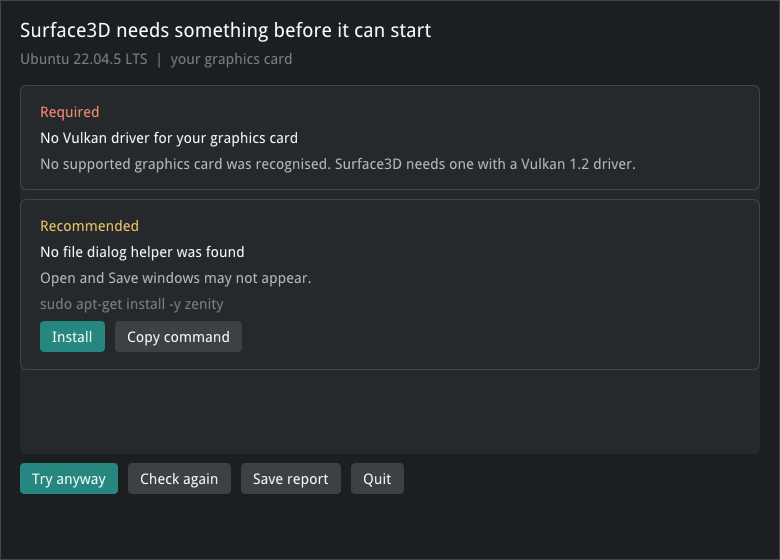 Surface3D needs something before it can start
Ubuntu 22.04.5 LTS | your graphics card
Required
No Vulkan driver for your graphics card
No supported graphics card was recognised. Surface3D needs one with a Vulkan 1.2 driver.
Recommended
No file dialog helper was found
Open and Save windows may not appear.
sudo apt-get install -y zenity
Install Copy command
Try anyway Check again Save report Quit